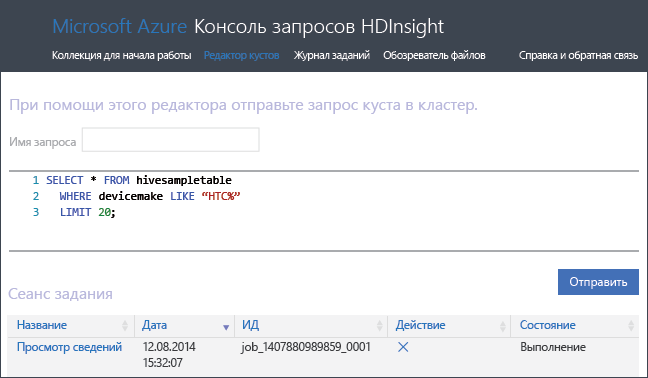 Microsoft Azure Консоль запросов HDInsight
Коллекция для начала работы Редактор кустов Журнал заданий Обозреватель файлов Справка и обратная связь
При помощи этого редактора отправьте запрос куста в кластер.
Имя запроса
1 SELECT * FROM hivesampletable
2 WHERE devicemake LIKE “HTC%”
3 LIMIT 20;
Отправить
Сеанс задания
Название Дата ИД Действие Состояние
Просмотр сведений 12.08.2014 job_1407880989859_0001 Выполнение
15:32:07